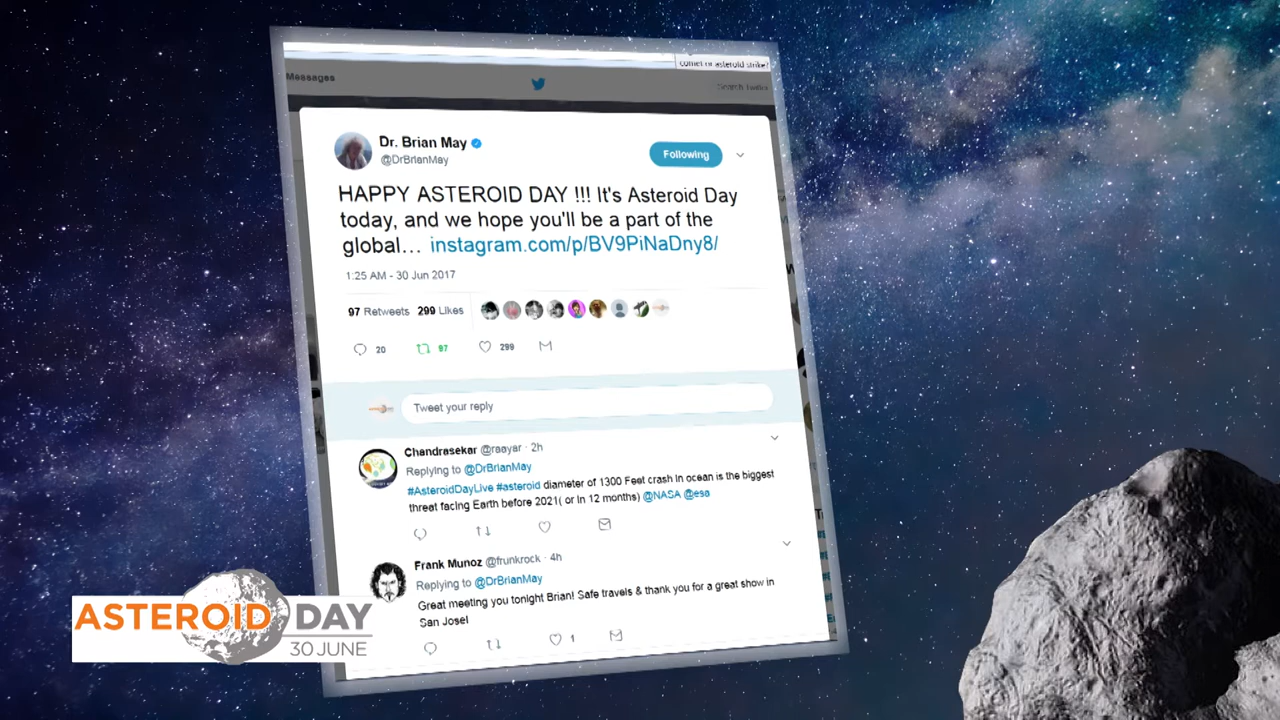 comet or asteroid strike?
Messages
Search Twitter
Dr. Brian May
@DrBrianMay
Following
HAPPY ASTEROID DAY !!! It's Asteroid Day
today, and we hope you'll be a part of the
global… instagram.com/p/BV9PiNaDny8/
1:25 AM - 30 Jun 2017
97 Retweets 299 Likes
20 97 299
Tweet your reply
Chandrasekar @raayar · 2h
Replying to @DrBrianMay
#AsteroidDayLive #asteroid diameter of 1300 Feet crash in ocean is the biggest
threat facing Earth before 2021( or in 12 months) @NASA @esa
Frank Munoz @frunkrock · 4h
Replying to @DrBrianMay
Great meeting you tonight Brian! Safe travels & thank you for a great show in
San Jose!
1
ASTEROID DAY
30 JUNE